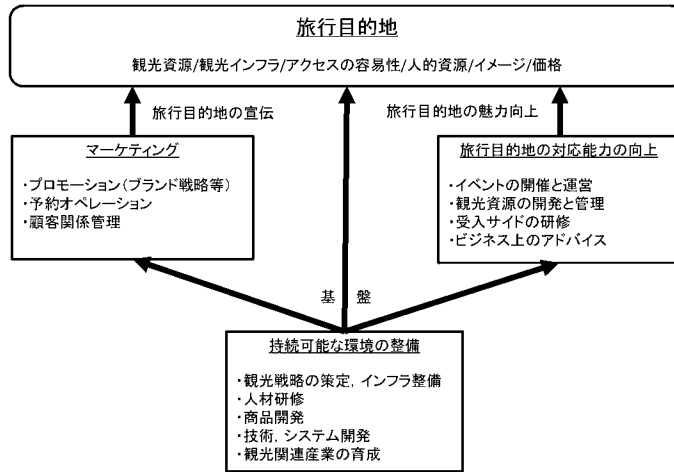 旅行目的地
観光資源/観光インフラ/アクセスの容易性/人的資源/イメージ/価格
旅行目的地の宣伝
旅行目的地の魅力向上
マーケティング
・プロモーション(ブランド戦略等)
・予約オペレーション
・顧客関係管理
旅行目的地の対応能力の向上
・イベントの開催と運営
・観光資源の開発と管理
・受入サイドの研修
・ビジネス上のアドバイス
基 盤
持続可能な環境の整備
・観光戦略の策定, インフラ整備
・人材研修
・商品開発
・技術, システム開発
・観光関連産業の育成